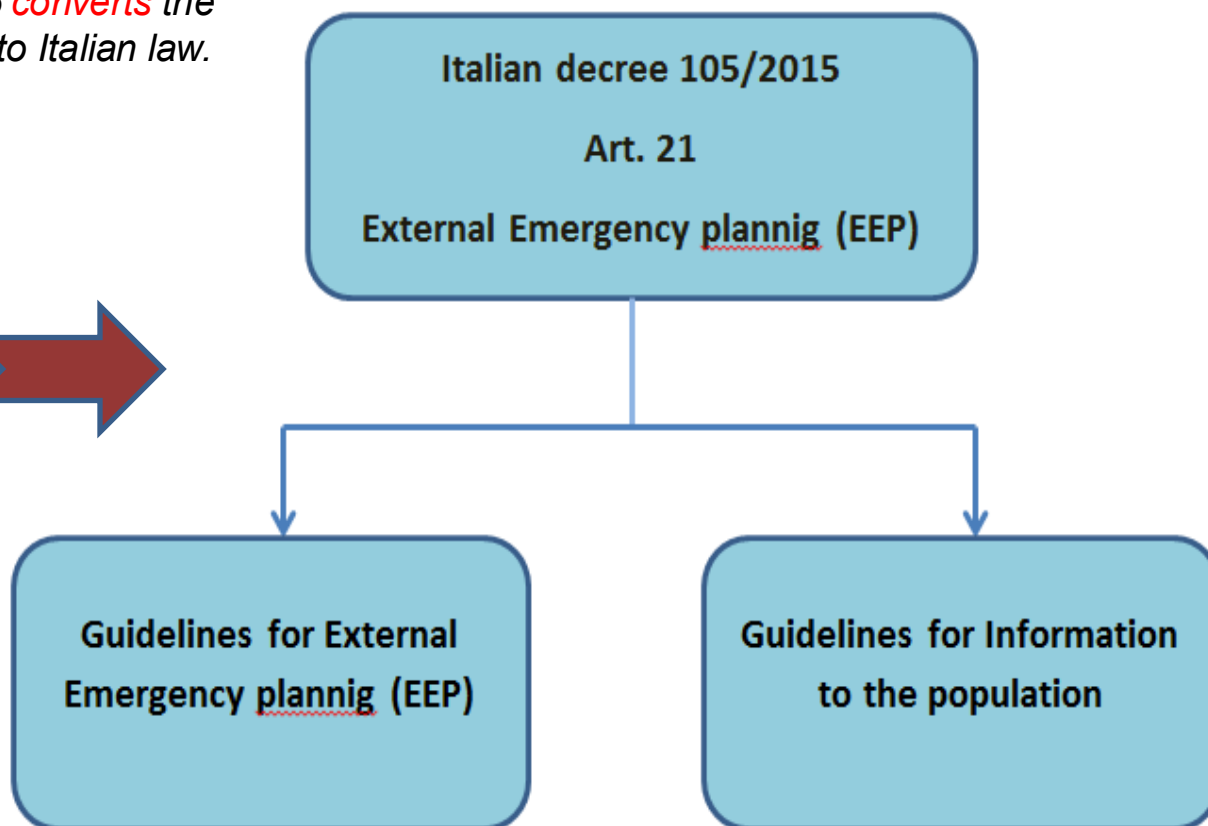 converts the
to Italian law.
Italian decree 105/2015
Art. 21
External Emergency plannig (EEP)
Guidelines for External
Emergency plannig (EEP)
Guidelines for Information
to the population